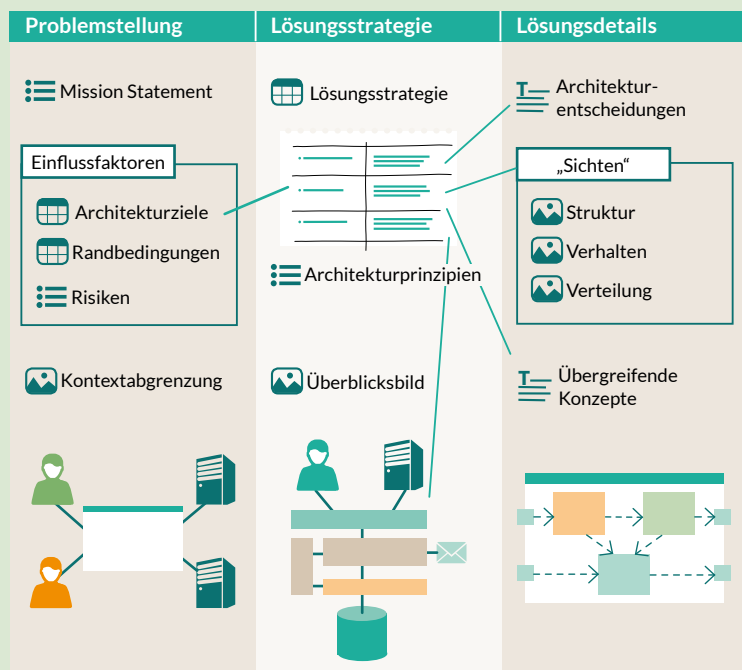 Problemstellung
Mission Statement
Einflussfaktoren
Architekturziele
Randbedingungen
Risiken
Kontextabgrenzung
Lösungsstrategie
Lösungsstrategie
Architekturprinzipien
Überblicksbild
Lösungsdetails
Architektur-
entscheidungen
„Sichten“
Struktur
Verhalten
Verteilung
Übergreifende
Konzepte